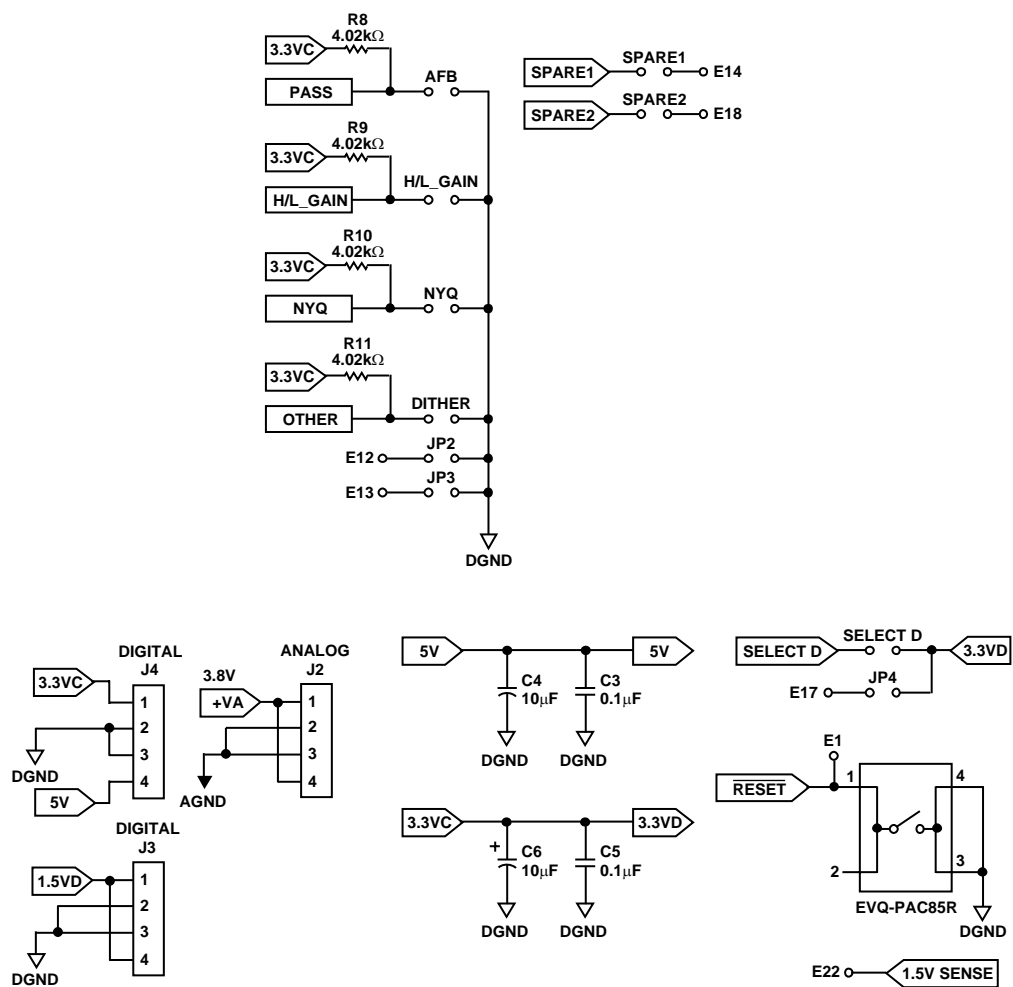 R8
4.02kΩ
3.3VC
PASS
AFB
R9
4.02kΩ
3.3VC
H/L_GAIN
H/L_GAIN
R10
4.02kΩ
3.3VC
NYQ
NYQ
R11
4.02kΩ
3.3VC
OTHER
DITHER
E12
JP2
E13
JP3
DGND
SPARE1
SPARE1
E14
SPARE2
SPARE2
E18
DIGITAL
J4
3.3VC
1
2
3
4
DGND
5V
3.8V
+VA
ANALOG
J2
1
2
3
4
AGND
DIGITAL
J3
1.5VD
1
2
3
4
DGND
5V
5V
C4
10μF
C3
0.1μF
DGND
DGND
3.3VC
3.3VD
+
C6
10μF
C5
0.1μF
DGND
DGND
SELECT D
SELECT D
3.3VD
E17
JP4
E1
RESET
1
4
2
3
EVQ-PAC85R
DGND
E22
1.5V SENSE